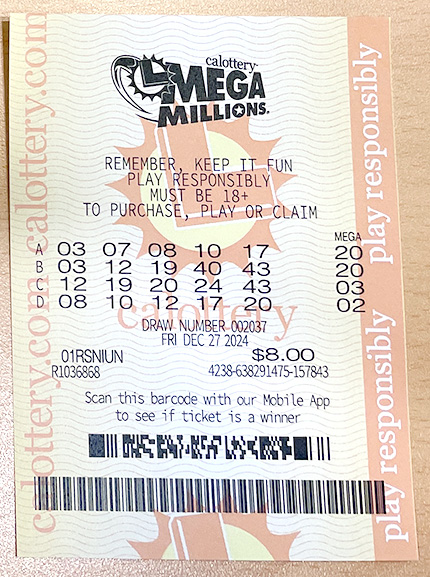 calottery
MEGA
MILLIONS.
REMEMBER, KEEP IT FUN
PLAY RESPONSIBLY
MUST BE 18+
TO PURCHASE, PLAY OR CLAIM
MEGA
A 03 07 08 10 17 20
B 03 12 19 40 43 20
C 12 19 20 24 43 03
D 08 10 12 17 20 02
calottery
DRAW NUMBER 002037
FRI DEC 27 2024
01RSNIUN $8.00
R1036868 4238-638291475-157843
Scan this barcode with our Mobile App
to see if ticket is a winner
calottery.com calottery.com
play responsibly play responsibly